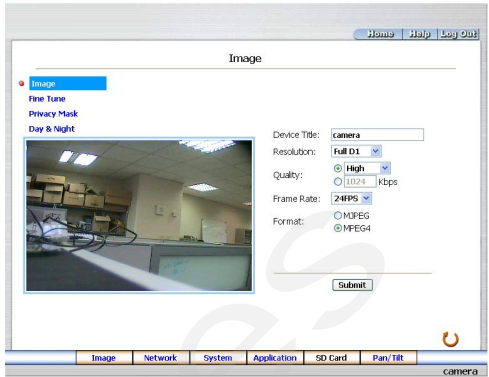 Home Help Log Out
Image
Image
Fine Tune
Privacy Mask
Day & Night
Device Title: camera
Resolution: Full D1
Quality: High
1024 Kbps
Frame Rate: 24FPS
Format: MJPEG
MPEG4
Submit
Image Network System Application SD Card Pan/Tilt
camera